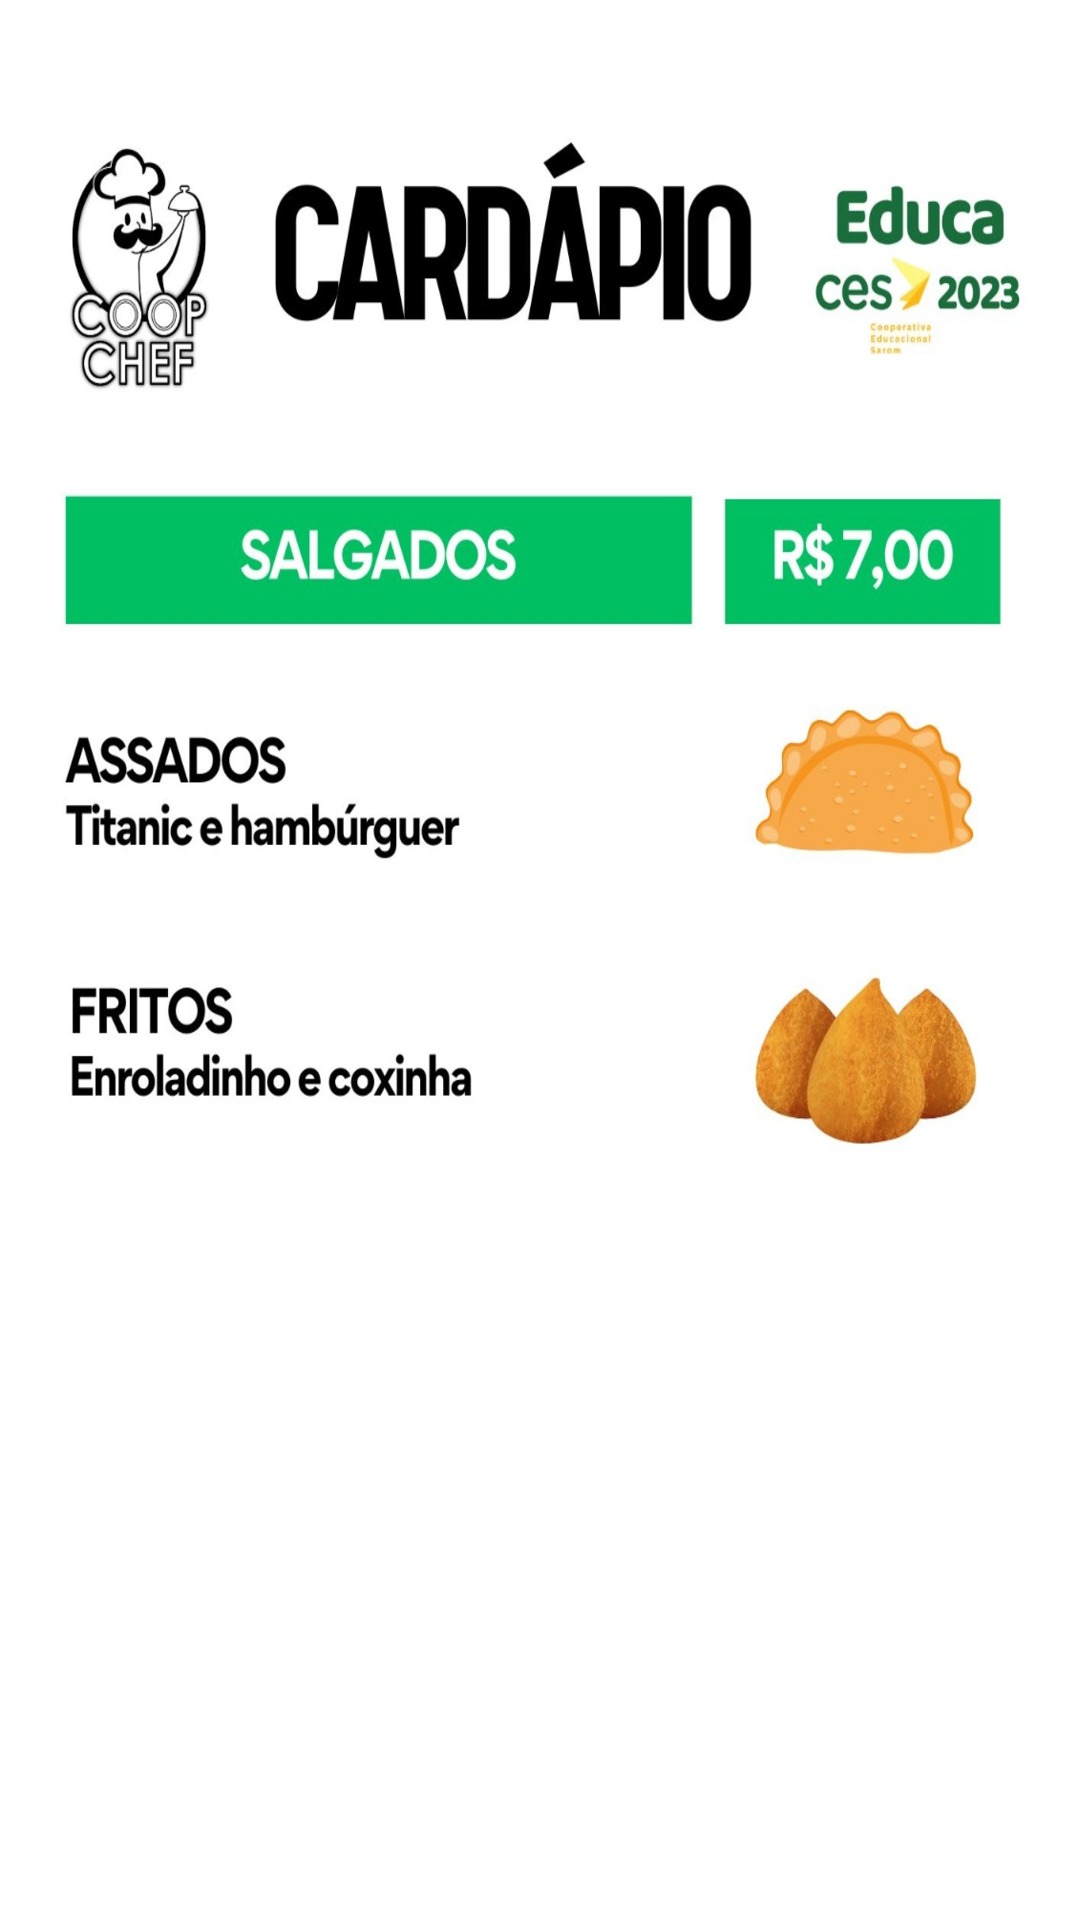 COOP
CHEF
CARDÁPIO
Educa
ces 2023
Cooperativa
Educacional
Sarom
SALGADOS
R$ 7,00
ASSADOS
Titanic e hambúrguer
FRITOS
Enroladinho e coxinha